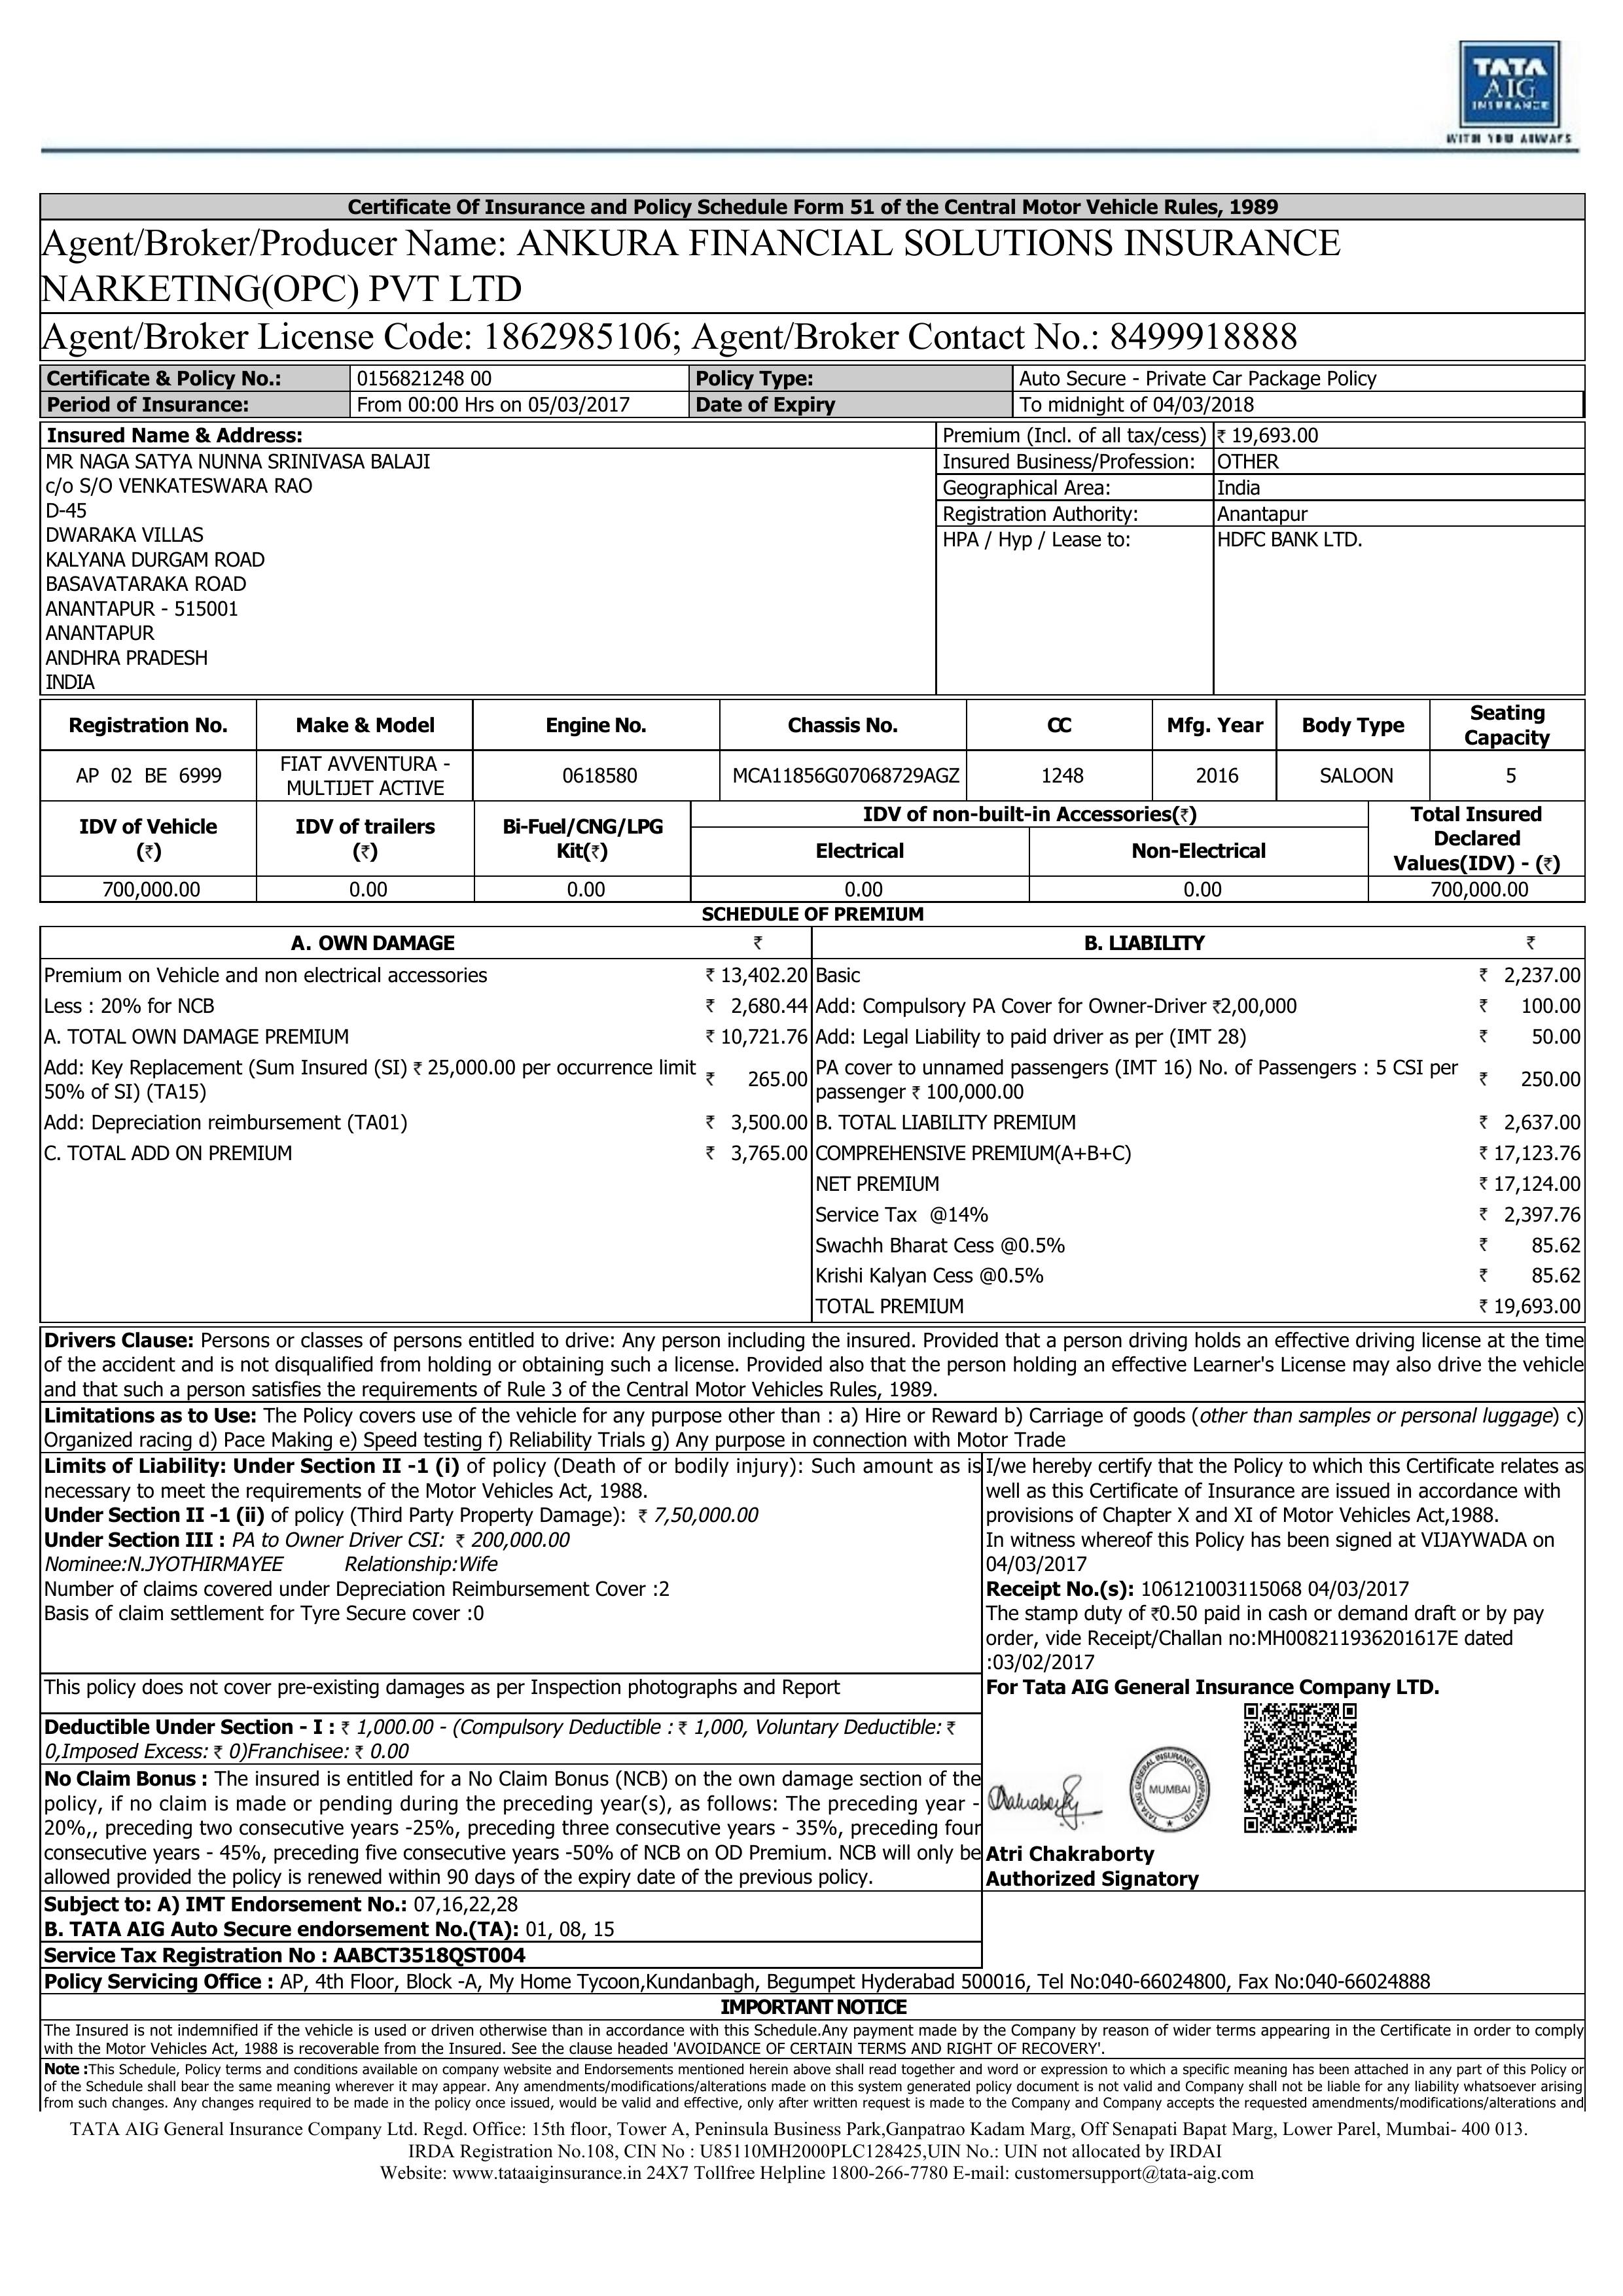 TATA
AIG
INSURANCE
WITH YOU ALWAYS
Certificate Of Insurance and Policy Schedule Form 51 of the Central Motor Vehicle Rules, 1989
Agent/Broker/Producer Name: ANKURA FINANCIAL SOLUTIONS INSURANCE
NARKETING(OPC) PVT LTD
Agent/Broker License Code: 1862985106; Agent/Broker Contact No.: 8499918888
Certificate & Policy No.: 0156821248 00 Policy Type: Auto Secure - Private Car Package Policy
Period of Insurance: From 00:00 Hrs on 05/03/2017 Date of Expiry To midnight of 04/03/2018
Insured Name & Address:
MR NAGA SATYA NUNNA SRINIVASA BALAJI
c/o S/O VENKATESWARA RAO
D-45
DWARAKA VILLAS
KALYANA DURGAM ROAD
BASAVATARAKA ROAD
ANANTAPUR - 515001
ANANTAPUR
ANDHRA PRADESH
INDIA
Premium (Incl. of all tax/cess) ₹ 19,693.00
Insured Business/Profession: OTHER
Geographical Area: India
Registration Authority: Anantapur
HPA / Hyp / Lease to: HDFC BANK LTD.
Registration No. Make & Model Engine No. Chassis No. CC Mfg. Year Body Type Seating
Capacity
AP 02 BE 6999 FIAT AVVENTURA -
MULTIJET ACTIVE 0618580 MCA11856G07068729AGZ 1248 2016 SALOON 5
IDV of Vehicle
(₹)
IDV of trailers
(₹)
Bi-Fuel/CNG/LPG
Kit(₹)
IDV of non-built-in Accessories(₹)
Electrical Non-Electrical
Total Insured
Declared
Values(IDV) - (₹)
700,000.00 0.00 0.00 0.00 0.00 700,000.00
SCHEDULE OF PREMIUM
A. OWN DAMAGE ₹
Premium on Vehicle and non electrical accessories ₹ 13,402.20
Less : 20% for NCB ₹ 2,680.44
A. TOTAL OWN DAMAGE PREMIUM ₹ 10,721.76
Add: Key Replacement (Sum Insured (SI) ₹ 25,000.00 per occurrence limit
50% of SI) (TA15) ₹ 265.00
Add: Depreciation reimbursement (TA01) ₹ 3,500.00
C. TOTAL ADD ON PREMIUM ₹ 3,765.00
B. LIABILITY ₹
Basic ₹ 2,237.00
Add: Compulsory PA Cover for Owner-Driver ₹2,00,000 ₹ 100.00
Add: Legal Liability to paid driver as per (IMT 28) ₹ 50.00
PA cover to unnamed passengers (IMT 16) No. of Passengers : 5 CSI per
passenger ₹ 100,000.00 ₹ 250.00
B. TOTAL LIABILITY PREMIUM ₹ 2,637.00
COMPREHENSIVE PREMIUM(A+B+C) ₹ 17,123.76
NET PREMIUM ₹ 17,124.00
Service Tax @14% ₹ 2,397.76
Swachh Bharat Cess @0.5% ₹ 85.62
Krishi Kalyan Cess @0.5% ₹ 85.62
TOTAL PREMIUM ₹ 19,693.00
Drivers Clause: Persons or classes of persons entitled to drive: Any person including the insured. Provided that a person driving holds an effective driving license at the time
of the accident and is not disqualified from holding or obtaining such a license. Provided also that the person holding an effective Learner's License may also drive the vehicle
and that such a person satisfies the requirements of Rule 3 of the Central Motor Vehicles Rules, 1989.
Limitations as to Use: The Policy covers use of the vehicle for any purpose other than : a) Hire or Reward b) Carriage of goods (other than samples or personal luggage) c)
Organized racing d) Pace Making e) Speed testing f) Reliability Trials g) Any purpose in connection with Motor Trade
Limits of Liability: Under Section II -1 (i) of policy (Death of or bodily injury): Such amount as is
necessary to meet the requirements of the Motor Vehicles Act, 1988.
Under Section II -1 (ii) of policy (Third Party Property Damage): ₹ 7,50,000.00
Under Section III : PA to Owner Driver CSI: ₹ 200,000.00
Nominee:N.JYOTHIRMAYEE Relationship:Wife
Number of claims covered under Depreciation Reimbursement Cover :2
Basis of claim settlement for Tyre Secure cover :0
This policy does not cover pre-existing damages as per Inspection photographs and Report
Deductible Under Section - I : ₹ 1,000.00 - (Compulsory Deductible : ₹ 1,000, Voluntary Deductible: ₹
0,Imposed Excess: ₹ 0)Franchisee: ₹ 0.00
No Claim Bonus : The insured is entitled for a No Claim Bonus (NCB) on the own damage section of the
policy, if no claim is made or pending during the preceding year(s), as follows: The preceding year -
20%,, preceding two consecutive years -25%, preceding three consecutive years - 35%, preceding four
consecutive years - 45%, preceding five consecutive years -50% of NCB on OD Premium. NCB will only be
allowed provided the policy is renewed within 90 days of the expiry date of the previous policy.
Subject to: A) IMT Endorsement No.: 07,16,22,28
B. TATA AIG Auto Secure endorsement No.(TA): 01, 08, 15
Service Tax Registration No : AABCT3518QST004
I/we hereby certify that the Policy to which this Certificate relates as
well as this Certificate of Insurance are issued in accordance with
provisions of Chapter X and XI of Motor Vehicles Act,1988.
In witness whereof this Policy has been signed at VIJAYWADA on
04/03/2017
Receipt No.(s): 106121003115068 04/03/2017
The stamp duty of ₹0.50 paid in cash or demand draft or by pay
order, vide Receipt/Challan no:MH008211936201617E dated
:03/02/2017
For Tata AIG General Insurance Company LTD.
TATA AIG GENERAL INSURANCE COMPANY LTD
MUMBAI
Atri Chakraborty
Authorized Signatory
Policy Servicing Office : AP, 4th Floor, Block -A, My Home Tycoon,Kundanbagh, Begumpet Hyderabad 500016, Tel No:040-66024800, Fax No:040-66024888
IMPORTANT NOTICE
The Insured is not indemnified if the vehicle is used or driven otherwise than in accordance with this Schedule.Any payment made by the Company by reason of wider terms appearing in the Certificate in order to comply
with the Motor Vehicles Act, 1988 is recoverable from the Insured. See the clause headed 'AVOIDANCE OF CERTAIN TERMS AND RIGHT OF RECOVERY'.
Note :This Schedule, Policy terms and conditions available on company website and Endorsements mentioned herein above shall read together and word or expression to which a specific meaning has been attached in any part of this Policy or
of the Schedule shall bear the same meaning wherever it may appear. Any amendments/modifications/alterations made on this system generated policy document is not valid and Company shall not be liable for any liability whatsoever arising
from such changes. Any changes required to be made in the policy once issued, would be valid and effective, only after written request is made to the Company and Company accepts the requested amendments/modifications/alterations and
TATA AIG General Insurance Company Ltd. Regd. Office: 15th floor, Tower A, Peninsula Business Park,Ganpatrao Kadam Marg, Off Senapati Bapat Marg, Lower Parel, Mumbai- 400 013.
IRDA Registration No.108, CIN No : U85110MH2000PLC128425,UIN No.: UIN not allocated by IRDAI
Website: www.tataaiginsurance.in 24X7 Tollfree Helpline 1800-266-7780 E-mail: customersupport@tata-aig.com